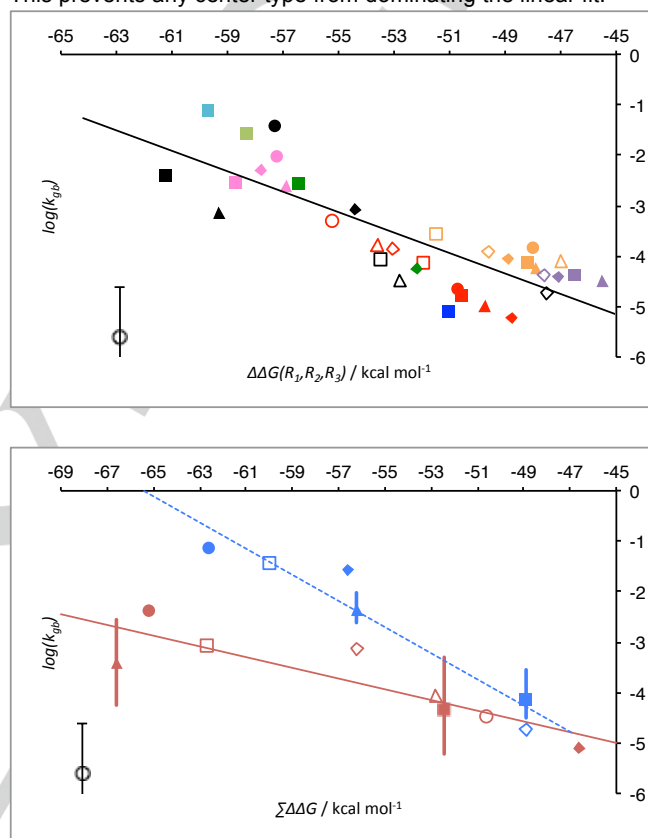 This prevents any center type from dominating the linear fit.
-65 -63 -61 -59 -57 -55 -53 -51 -49 -47 -45
0
-1
-2
-3
-4
-5
-6
log(kgb)
ΔΔG(R1,R2,R3) / kcal mol-1
-69 -67 -65 -63 -61 -59 -57 -55 -53 -51 -49 -47 -45
0
-1
-2
-3
-4
-5
-6
log(kgb)
∑ΔΔG / kcal mol-1